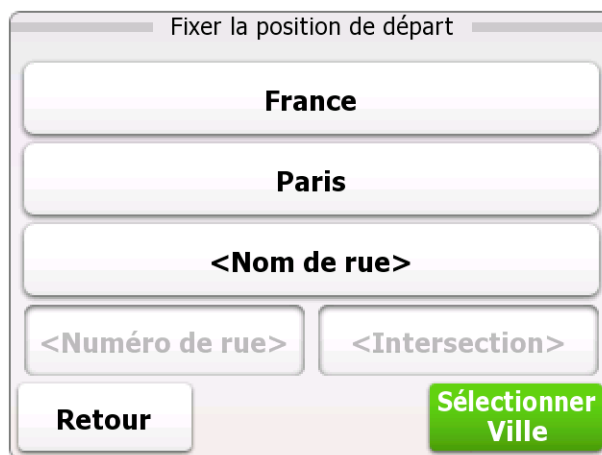 Fixer la position de départ
France
Paris
<Nom de rue>
<Numéro de rue> <Intersection>
Retour
Sélectionner
Ville